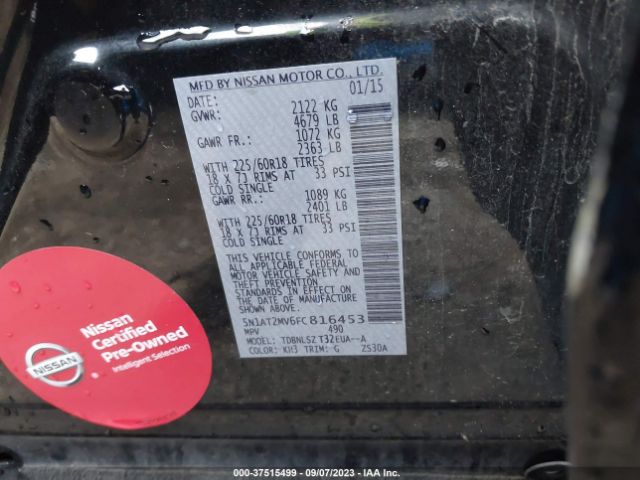 MFD BY NISSAN MOTOR CO., LTD.
DATE: 01/15
GVWR: 2122 KG
4679 LB
GAWR FR.: 1072 KG
2363 LB
WITH 225/60R18 TIRES
18 X 7J RIMS AT 33 PSI
COLD SINGLE
GAWR RR.: 1089 KG
2401 LB
WITH 225/60R18 TIRES
18 X 7J RIMS AT 33 PSI
COLD SINGLE
THIS VEHICLE CONFORMS TO
ALL APPLICABLE FEDERAL
MOTOR VEHICLE SAFETY AND
THEFT PREVENTION
STANDARDS IN EFFECT ON
THE DATE OF MANUFACTURE
SHOWN ABOVE.
5N1AT2MV6FC816453
MPV 490
MODEL: TDBNLSZ T32EUA--A
COLOR: KH3 TRIM: G ZS30A
Nissan
Certified
Pre-Owned
Intelligent Selection
NISSAN
000-37515499 - 09/07/2023 - IAA Inc.